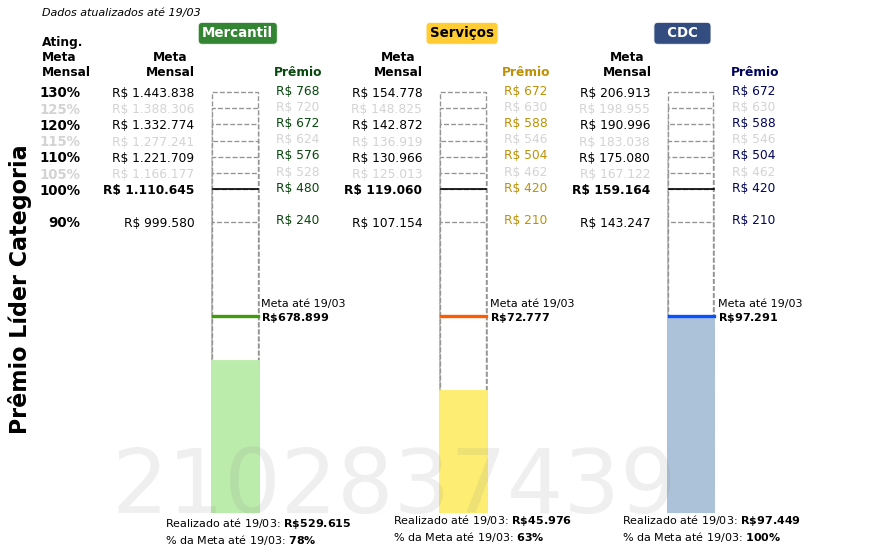 Dados atualizados até 19/03
Mercantil Serviços CDC
Ating. Meta Mensal Meta Mensal Prêmio Meta Mensal Prêmio Meta Mensal Prêmio
130% R$ 1.443.838 R$ 768 R$ 154.778 R$ 672 R$ 206.913 R$ 672
125% R$ 1.388.306 R$ 720 R$ 148.825 R$ 630 R$ 198.955 R$ 630
120% R$ 1.332.774 R$ 672 R$ 142.872 R$ 588 R$ 190.996 R$ 588
115% R$ 1.277.241 R$ 624 R$ 136.919 R$ 546 R$ 183.038 R$ 546
110% R$ 1.221.709 R$ 576 R$ 130.966 R$ 504 R$ 175.080 R$ 504
105% R$ 1.166.177 R$ 528 R$ 125.013 R$ 462 R$ 167.122 R$ 462
100% R$ 1.110.645 R$ 480 R$ 119.060 R$ 420 R$ 159.164 R$ 420
90% R$ 999.580 R$ 240 R$ 107.154 R$ 210 R$ 143.247 R$ 210
Prêmio Líder Categoria
Meta até 19/03 Meta até 19/03 Meta até 19/03
R$678.899 R$72.777 R$97.291
2102837439
Realizado até 19/03: R$529.615 Realizado até 19/03: R$45.976 Realizado até 19/03: R$97.449
% da Meta até 19/03: 78% % da Meta até 19/03: 63% % da Meta até 19/03: 100%